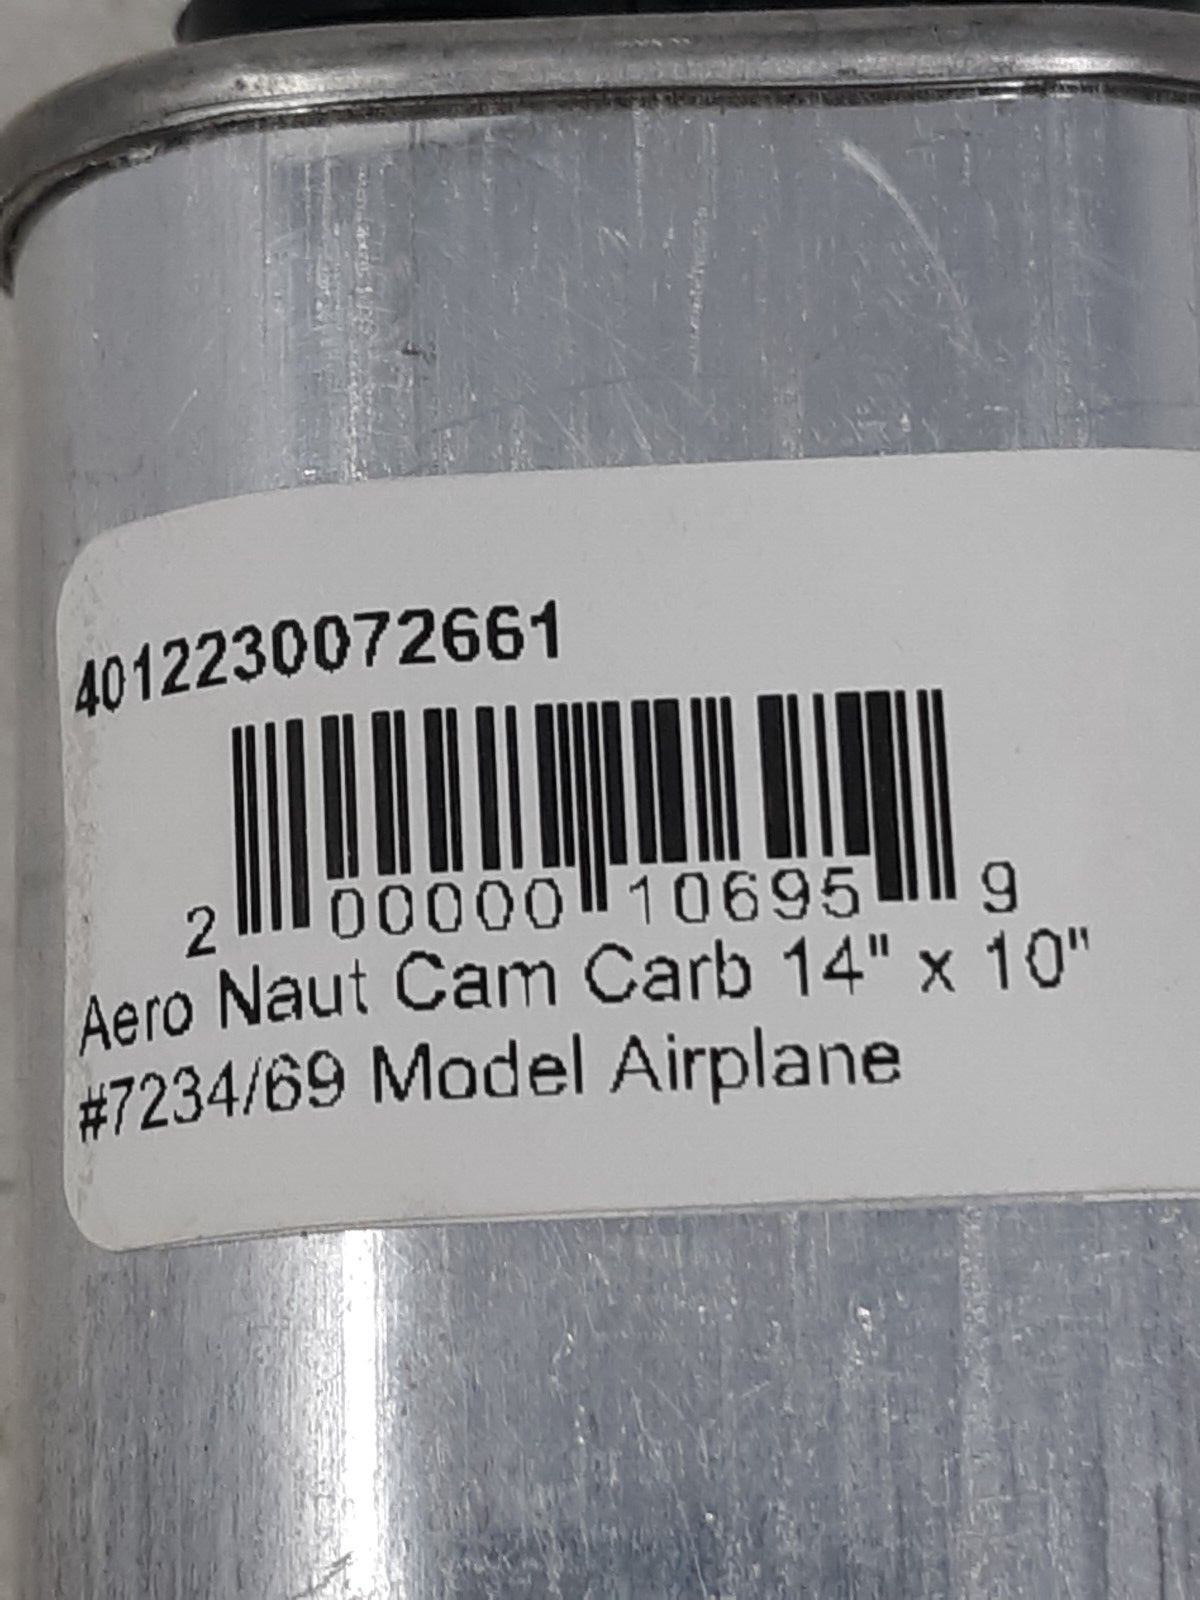 4012230072661
2 00000 10695 9
Aero Naut Cam Carb 14" x 10"
#7234/69 Model Airplane